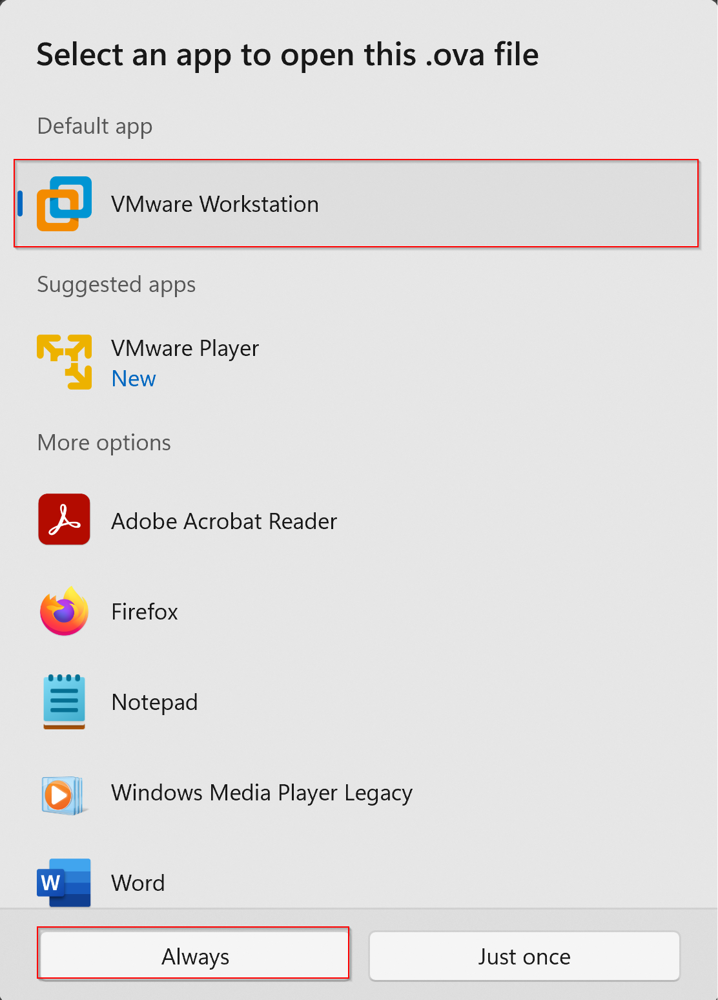 Select an app to open this .ova file
Default app
VMware Workstation
Suggested apps
VMware Player
New
More options
Adobe Acrobat Reader
Firefox
Notepad
Windows Media Player Legacy
W
Word
Always
Just once